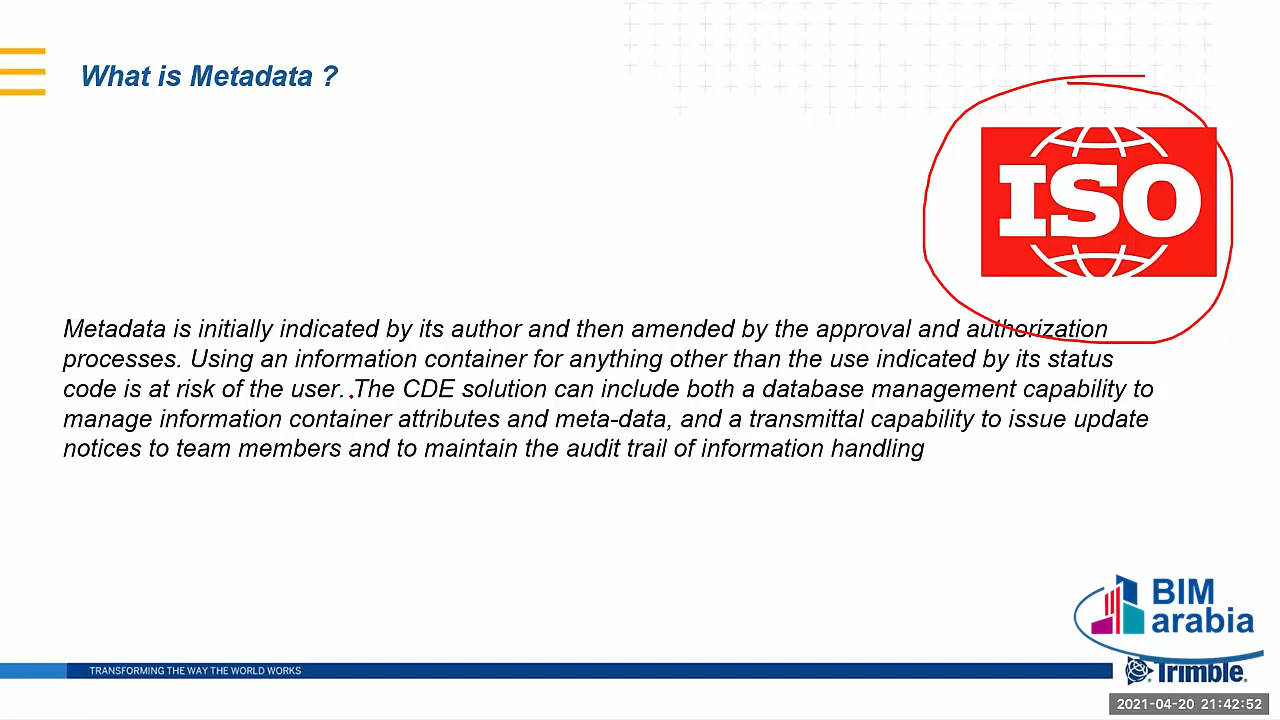 What is Metadata ?
ISO
Metadata is initially indicated by its author and then amended by the approval and authorization
processes. Using an information container for anything other than the use indicated by its status
code is at risk of the user. .The CDE solution can include both a database management capability to
manage information container attributes and meta-data, and a transmittal capability to issue update
notices to team members and to maintain the audit trail of information handling
BIM
arabia
TRANSFORMING THE WAY THE WORLD WORKS
Trimble.
2021-04-20 21:42:52